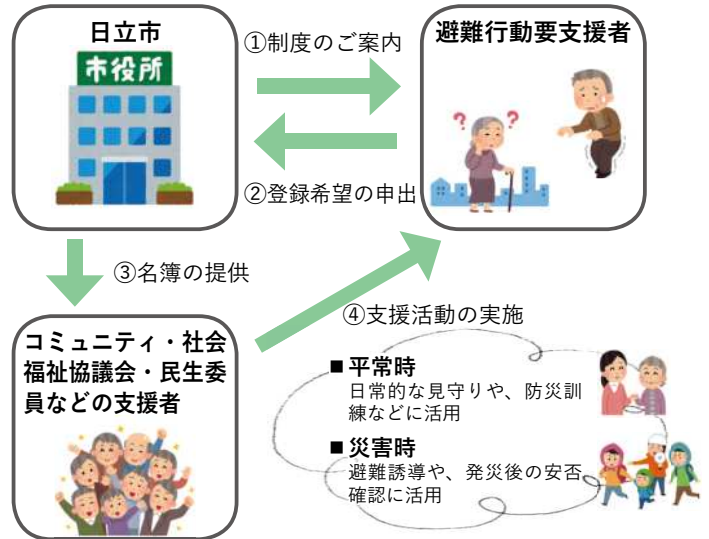 日立市
市役所
①制度のご案内
避難行動要支援者
? ?
②登録希望の申出
③名簿の提供
コミュニティ・社会
福祉協議会・民生委
員などの支援者
④支援活動の実施
■平常時
日常的な見守りや、防災訓
練などに活用
■災害時
避難誘導や、発災後の安否
確認に活用